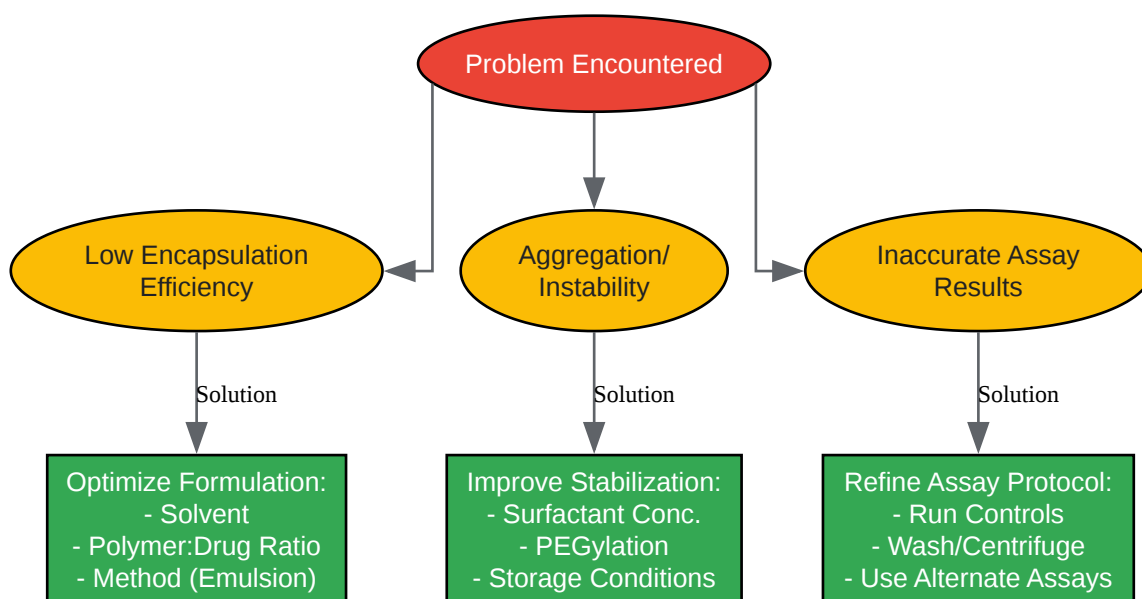 Problem Encountered
Low Encapsulation
Efficiency
Aggregation/
Instability
Inaccurate Assay
Results
Solution
Solution
Solution
Optimize Formulation:
- Solvent
- Polymer:Drug Ratio
- Method (Emulsion)
Improve Stabilization:
- Surfactant Conc.
- PEGylation
- Storage Conditions
Refine Assay Protocol:
- Run Controls
- Wash/Centrifuge
- Use Alternate Assays